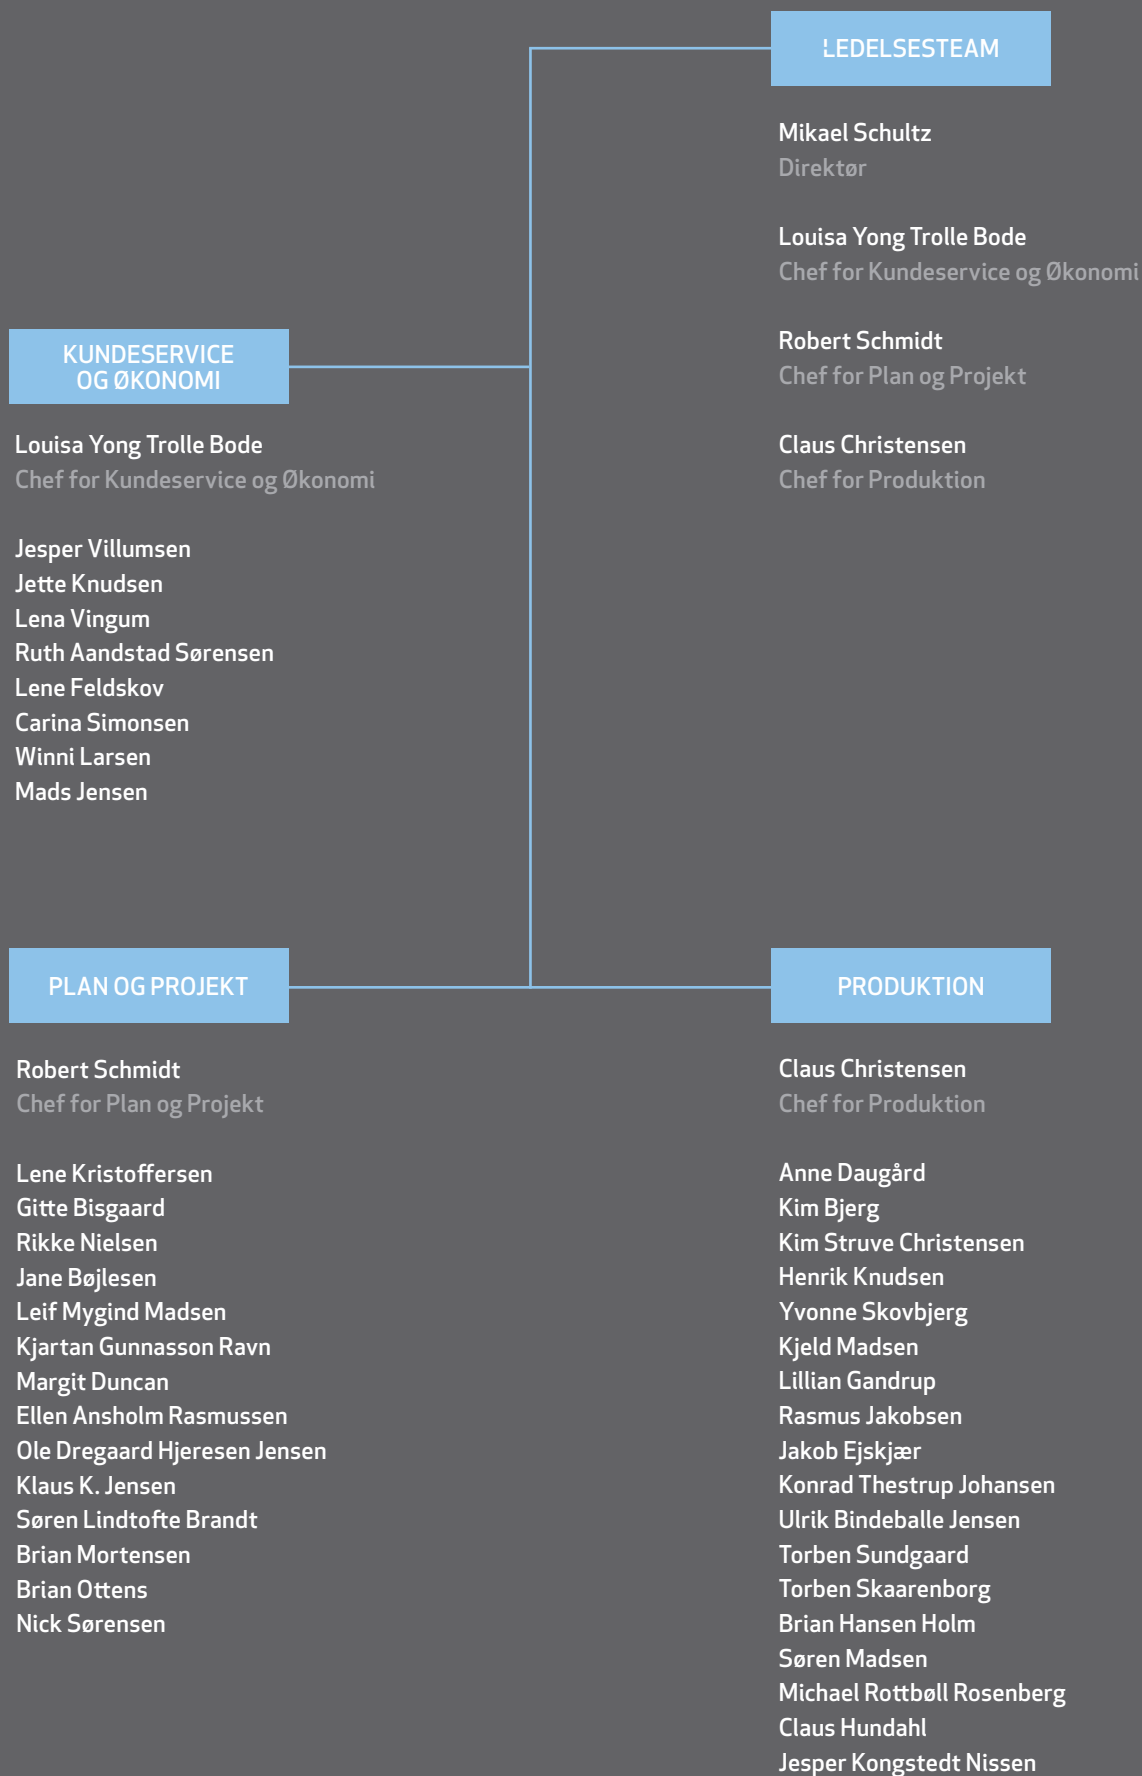 LEDELSESTEAM
Mikael Schultz
Direktør
Louisa Yong Trolle Bode
Chef for Kundeservice og Økonomi
Robert Schmidt
Chef for Plan og Projekt
Claus Christensen
Chef for Produktion
KUNDESERVICE
OG ØKONOMI
Louisa Yong Trolle Bode
Chef for Kundeservice og Økonomi
Jesper Villumsen
Jette Knudsen
Lena Vingum
Ruth Aandstad Sørensen
Lene Feldskov
Carina Simonsen
Winni Larsen
Mads Jensen
PLAN OG PROJEKT
Robert Schmidt
Chef for Plan og Projekt
Lene Kristoffersen
Gitte Bisgaard
Rikke Nielsen
Jane Bøjlesen
Leif Mygind Madsen
Kjartan Gunnasson Ravn
Margit Duncan
Ellen Ansholm Rasmussen
Ole Dregaard Hjeresen Jensen
Klaus K. Jensen
Søren Lindtofte Brandt
Brian Mortensen
Brian Ottens
Nick Sørensen
PRODUKTION
Claus Christensen
Chef for Produktion
Anne Daugård
Kim Bjerg
Kim Struve Christensen
Henrik Knudsen
Yvonne Skovbjerg
Kjeld Madsen
Lillian Gandrup
Rasmus Jakobsen
Jakob Ejskjær
Konrad Thestrup Johansen
Ulrik Bindeballe Jensen
Torben Sundgaard
Torben Skaarenborg
Brian Hansen Holm
Søren Madsen
Michael Rottbøll Rosenberg
Claus Hundahl
Jesper Kongstedt Nissen